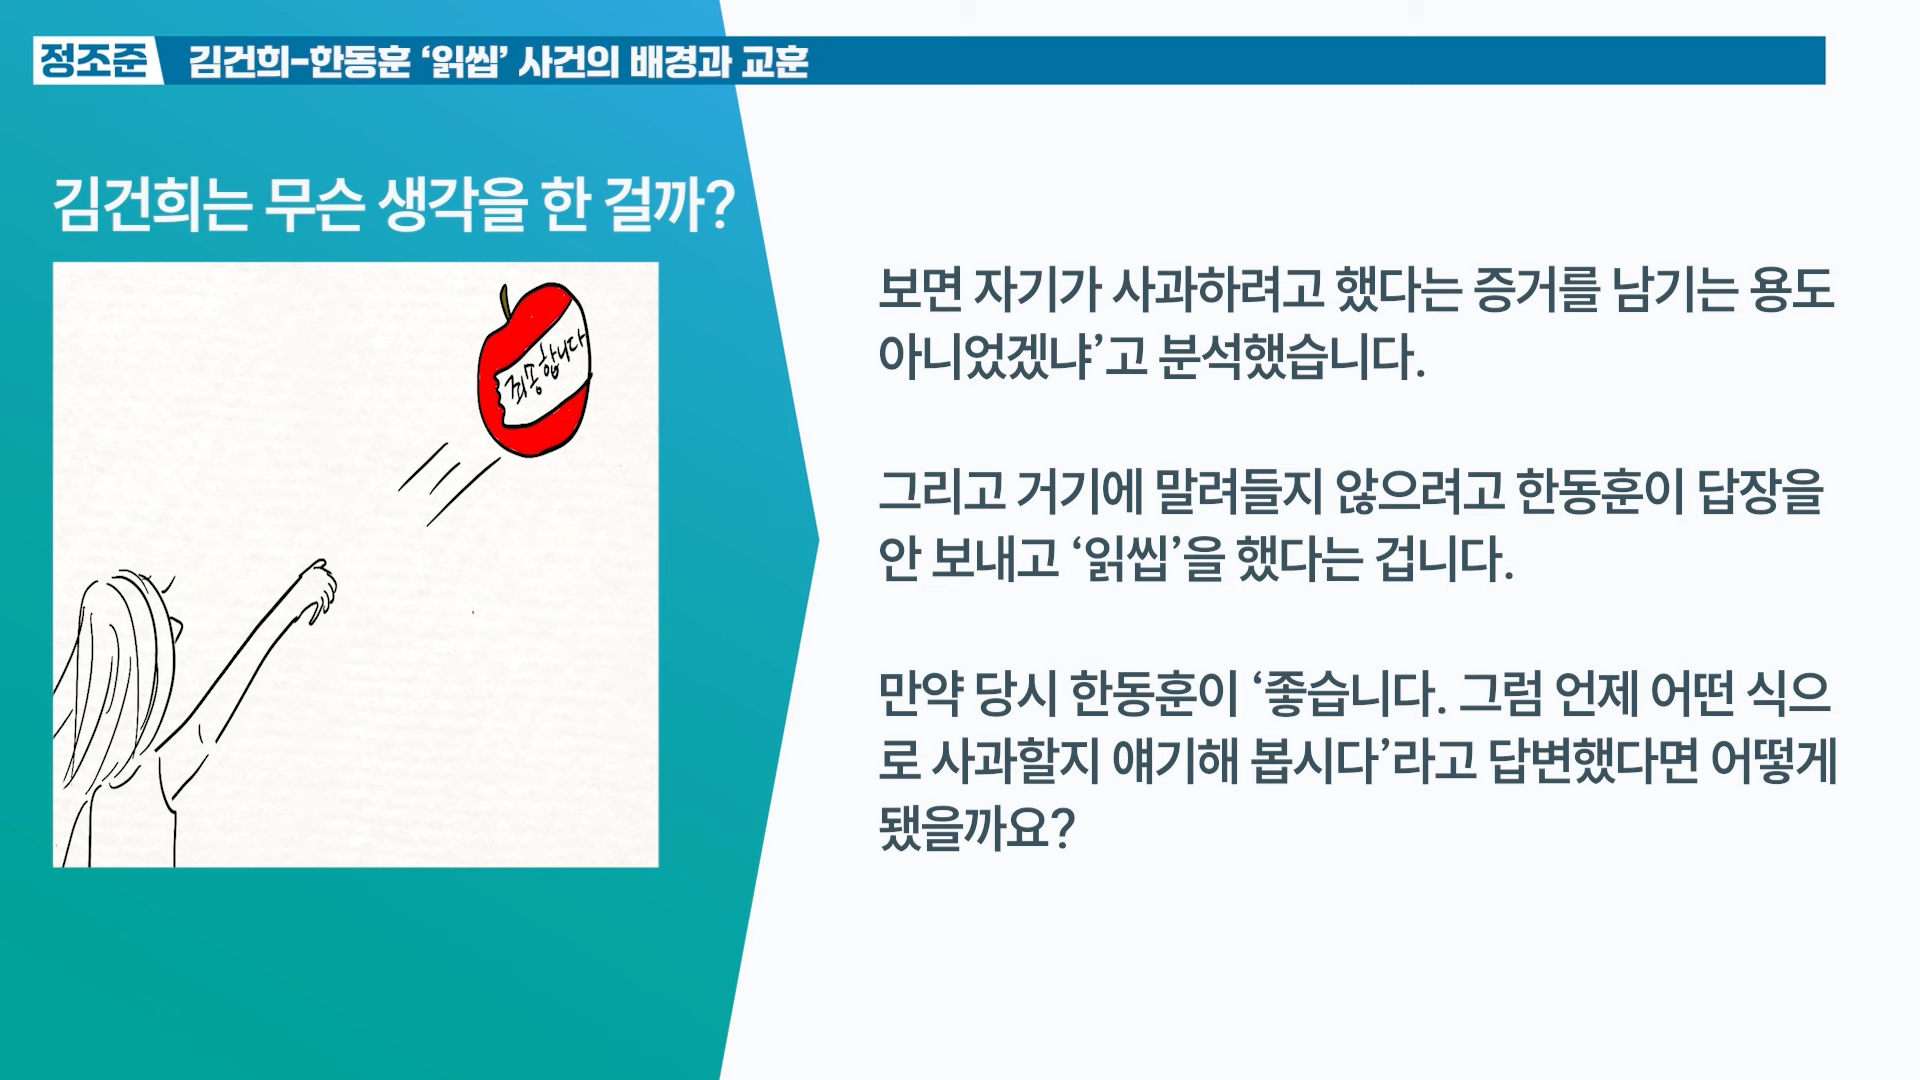 정조준 김건희-한동훈 ‘읽씹’ 사건의 배경과 교훈
김건희는 무슨 생각을 한 걸까?
죄송합니다
보면 자기가 사과하려고 했다는 증거를 남기는 용도
아니었겠냐’고 분석했습니다.
그리고 거기에 말려들지 않으려고 한동훈이 답장을
안 보내고 ‘읽씹’을 했다는 겁니다.
만약 당시 한동훈이 ‘좋습니다. 그럼 언제 어떤 식으
로 사과할지 얘기해 봅시다’라고 답변했다면 어떻게
됐을까요?